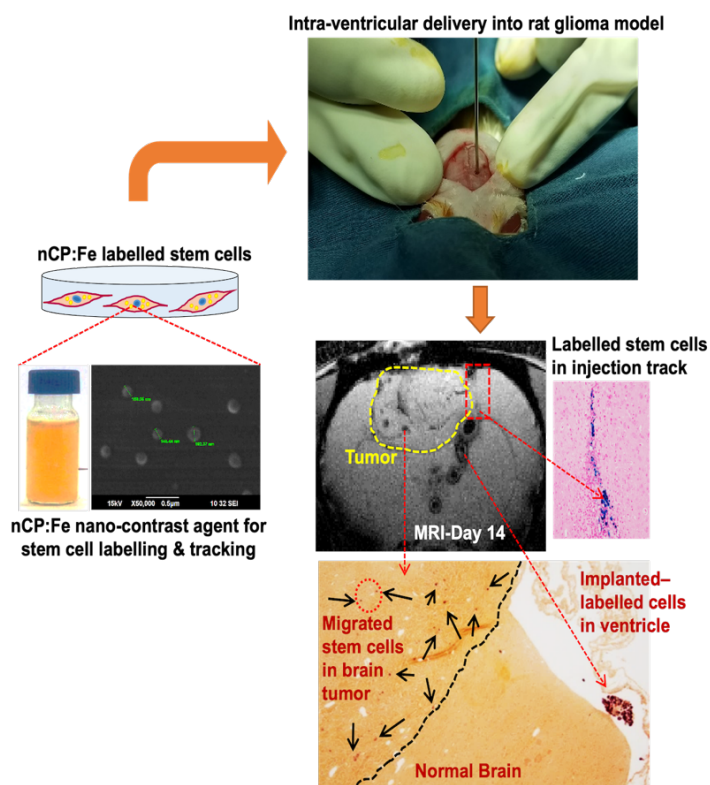 Intra-ventricular delivery into rat glioma model
nCP:Fe labelled stem cells
15kV X50,000 0.5μm 10 32 SEI
nCP:Fe nano-contrast agent for
stem cell labelling & tracking
Labelled stem cells
in injection track
Tumor
MRI-Day 14
Migrated
stem cells
in brain
tumor
Implanted–
labelled cells
in ventricle
Normal Brain